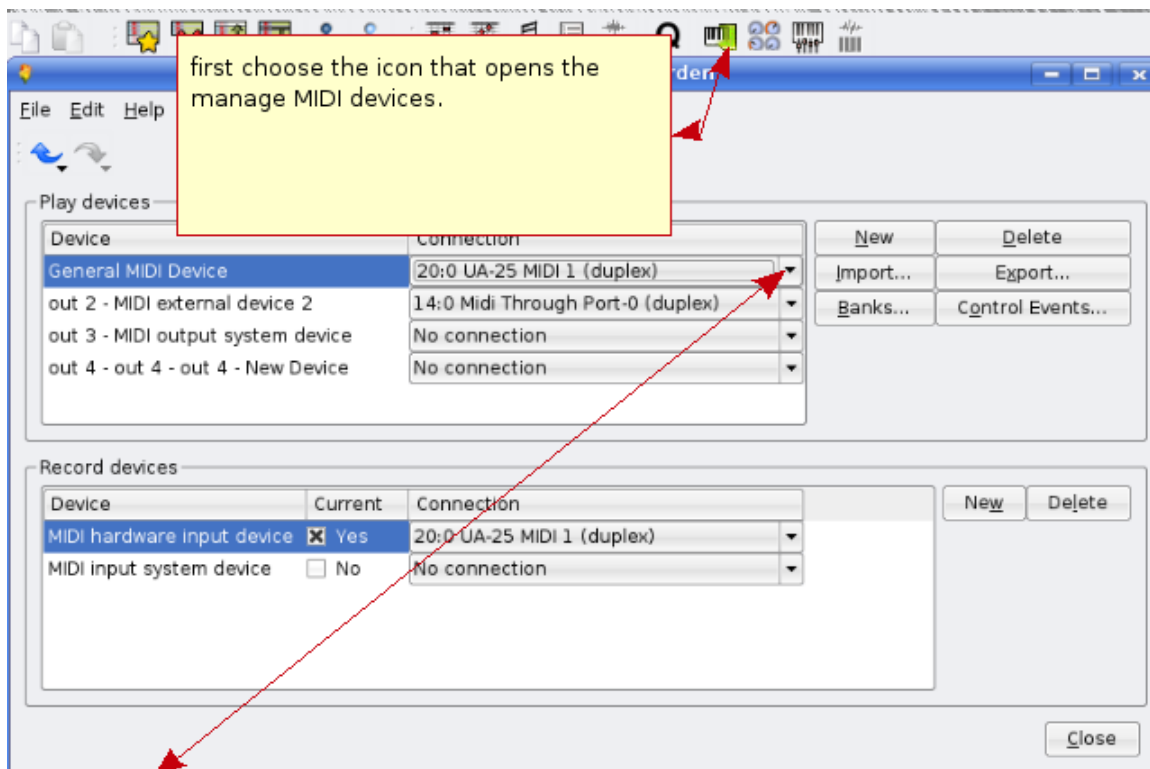 first choose the icon that opens the
manage MIDI devices.
File Edit Help
Play devices
Device Connection
General MIDI Device 20:0 UA-25 MIDI 1 (duplex)
out 2 - MIDI external device 2 14:0 Midi Through Port-0 (duplex)
out 3 - MIDI output system device No connection
out 4 - out 4 - out 4 - New Device No connection
New Delete
Import... Export...
Banks... Control Events...
Record devices
Device Current Connection
MIDI hardware input device Yes 20:0 UA-25 MIDI 1 (duplex)
MIDI input system device No No connection
New Delete
Close